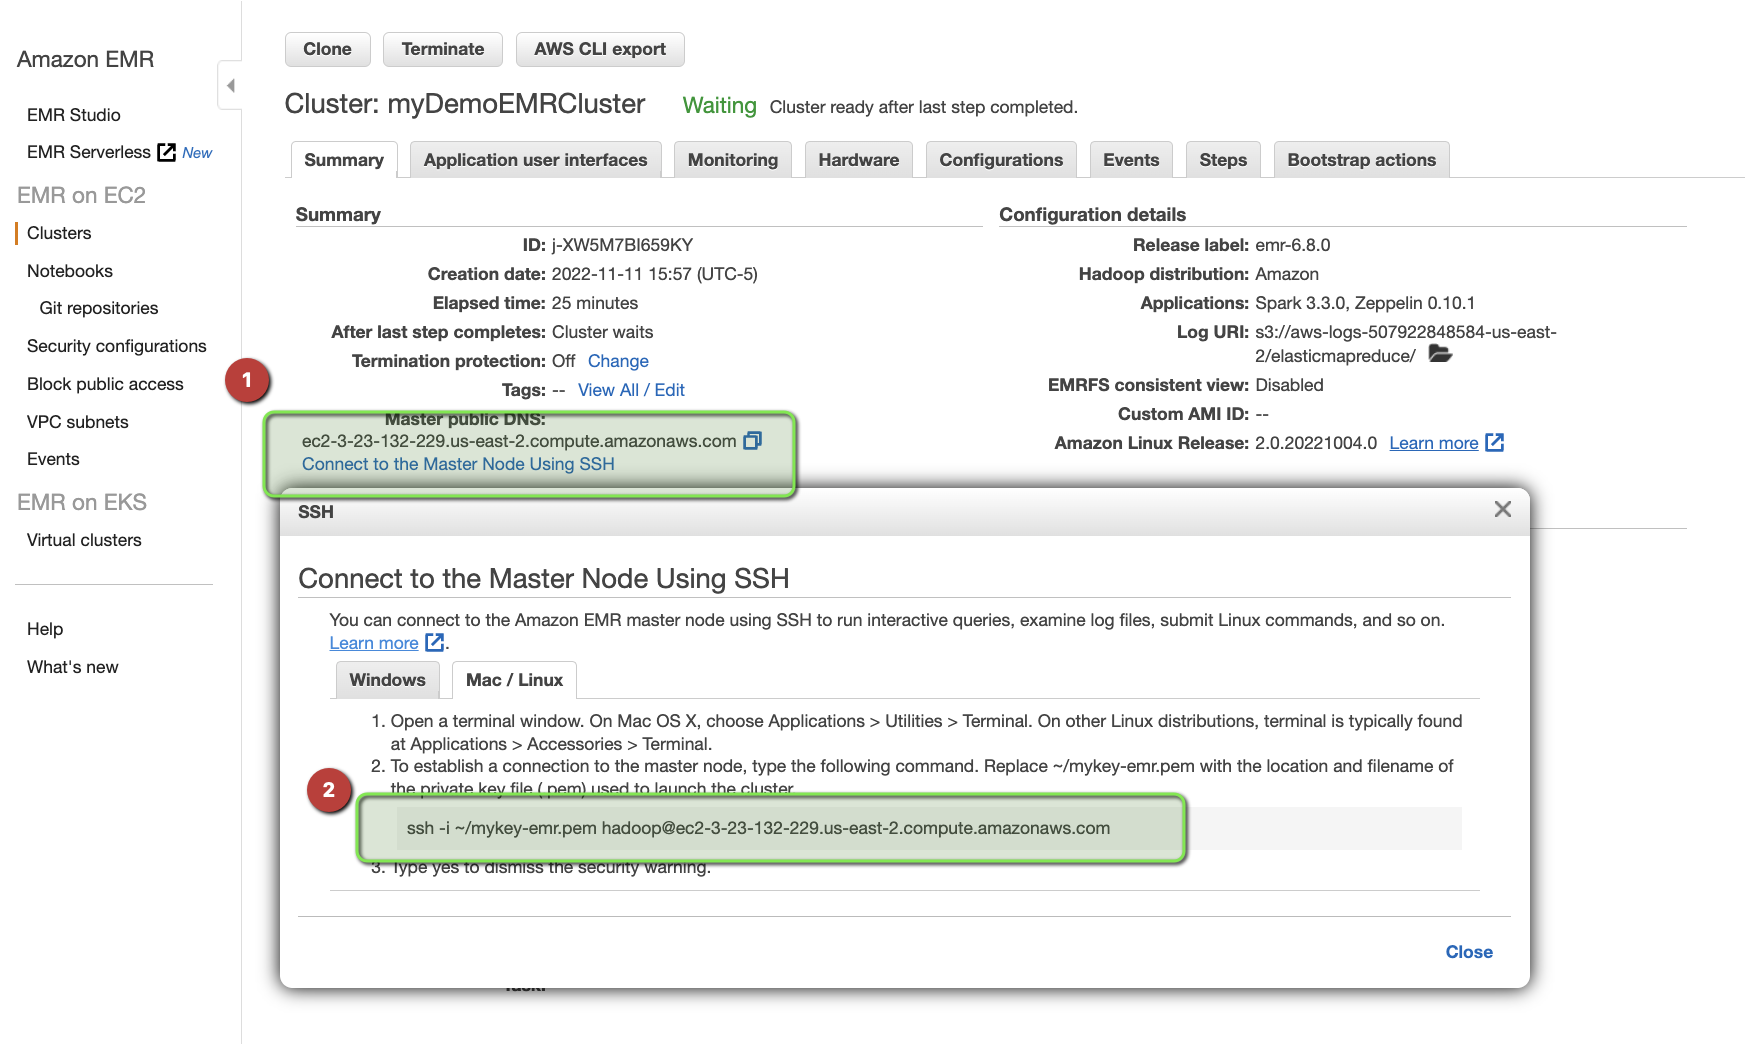 Amazon EMR
EMR Studio
EMR Serverless New
EMR on EC2
Clusters
Notebooks
Git repositories
Security configurations
Block public access
VPC subnets
Events
EMR on EKS
Virtual clusters
Help
What's new
Clone Terminate AWS CLI export
Cluster: myDemoEMRCluster Waiting Cluster ready after last step completed.
Summary Application user interfaces Monitoring Hardware Configurations Events Steps Bootstrap actions
Summary
ID: j-XW5M7BI659KY
Creation date: 2022-11-11 15:57 (UTC-5)
Elapsed time: 25 minutes
After last step completes: Cluster waits
Termination protection: Off Change
Tags: -- View All / Edit
1
Master public DNS:
ec2-3-23-132-229.us-east-2.compute.amazonaws.com
Connect to the Master Node Using SSH
Configuration details
Release label: emr-6.8.0
Hadoop distribution: Amazon
Applications: Spark 3.3.0, Zeppelin 0.10.1
Log URI: s3://aws-logs-507922848584-us-east-
2/elasticmapreduce/
EMRFS consistent view: Disabled
Custom AMI ID: --
Amazon Linux Release: 2.0.20221004.0 Learn more
SSH
Connect to the Master Node Using SSH
You can connect to the Amazon EMR master node using SSH to run interactive queries, examine log files, submit Linux commands, and so on.
Learn more .
Windows Mac / Linux
1. Open a terminal window. On Mac OS X, choose Applications > Utilities > Terminal. On other Linux distributions, terminal is typically found
at Applications > Accessories > Terminal.
2. To establish a connection to the master node, type the following command. Replace ~/mykey-emr.pem with the location and filename of
the private key file (.pem) used to launch the cluster.
2
ssh -i ~/mykey-emr.pem hadoop@ec2-3-23-132-229.us-east-2.compute.amazonaws.com
3. Type yes to dismiss the security warning.
Close
Task: